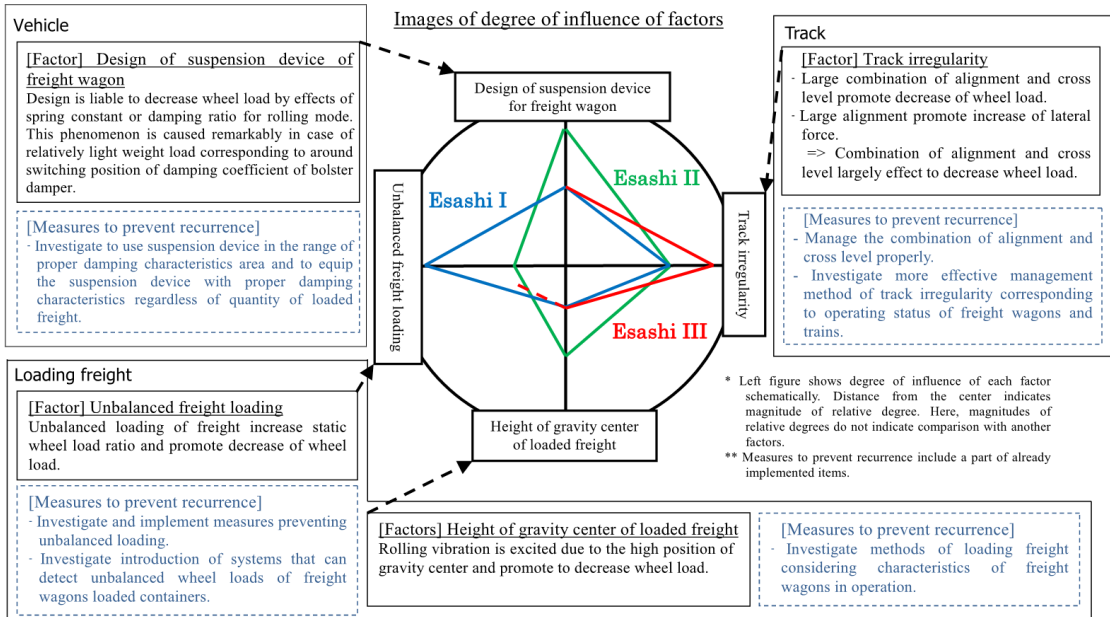 Images of degree of influence of factors
Vehicle
[Factor] Design of suspension device of
freight wagon
Design is liable to decrease wheel load by effects of
spring constant or damping ratio for rolling mode.
This phenomenon is caused remarkably in case of
relatively light weight load corresponding to around
switching position of damping coefficient of bolster
damper.
[Measures to prevent recurrence]
- Investigate to use suspension device in the range of
proper damping characteristics area and to equip
the suspension device with proper damping
characteristics regardless of quantity of loaded
freight.
Design of suspension device
for freight wagon
Unbalanced freight loading
Esashi I
Esashi II
Esashi III
Track irregularity
Height of gravity center
of loaded freight
Track
[Factor] Track irregularity
- Large combination of alignment and cross
level promote decrease of wheel load.
- Large alignment promote increase of lateral
force.
=> Combination of alignment and cross
level largely effect to decrease wheel load.
[Measures to prevent recurrence]
- Manage the combination of alignment and
cross level properly.
- Investigate more effective management
method of track irregularity corresponding
to operating status of freight wagons and
trains.
* Left figure shows degree of influence of each factor
schematically. Distance from the center indicates
magnitude of relative degree. Here, magnitudes of
relative degrees do not indicate comparison with another
factors.
** Measures to prevent recurrence include a part of already
implemented items.
Loading freight
[Factor] Unbalanced freight loading
Unbalanced loading of freight increase static
wheel load ratio and promote decrease of wheel
load.
[Measures to prevent recurrence]
- Investigate and implement measures preventing
unbalanced loading.
- Investigate introduction of systems that can
detect unbalanced wheel loads of freight
wagons loaded containers.
[Factors] Height of gravity center of loaded freight
Rolling vibration is excited due to the high position of
gravity center and promote to decrease wheel load.
[Measures to prevent recurrence]
- Investigate methods of loading freight
considering characteristics of freight
wagons in operation.